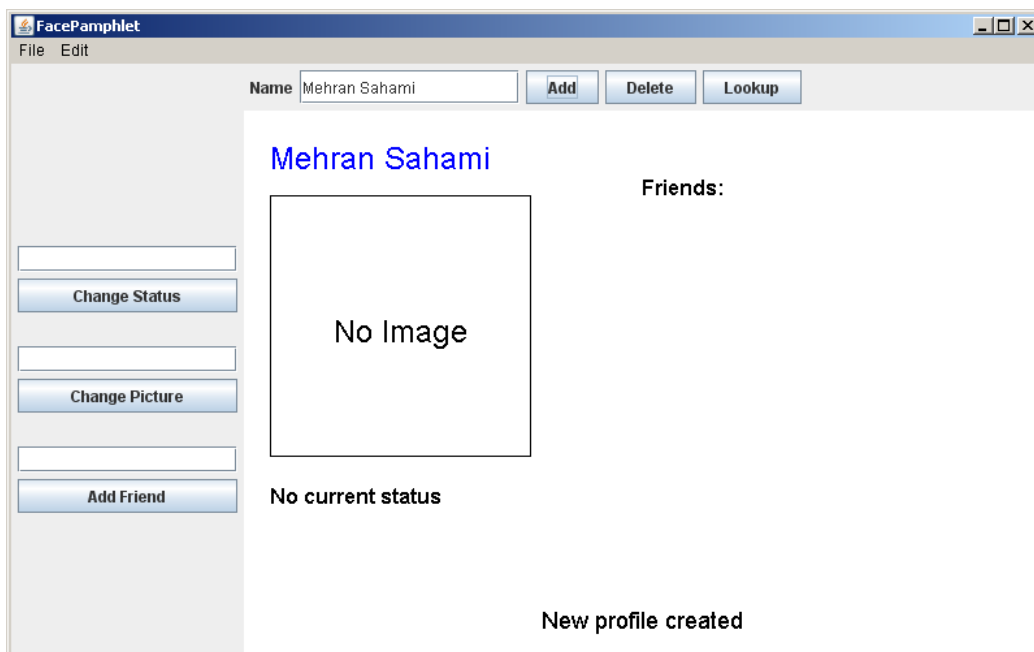 FacePamphlet
File Edit
Name Mehran Sahami Add Delete Lookup
Mehran Sahami
Friends:
No Image
Change Status
Change Picture
Add Friend
No current status
New profile created